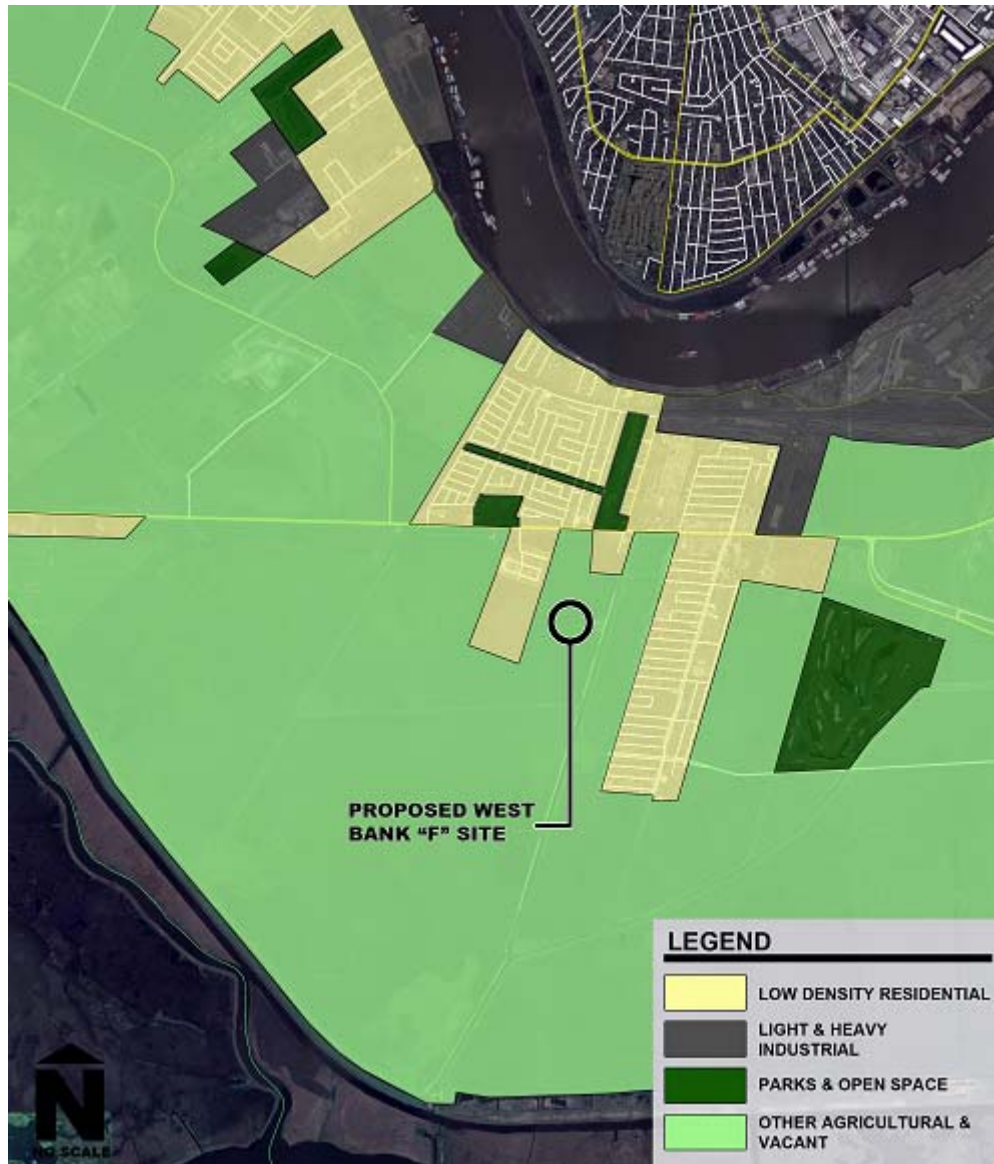 PROPOSED WEST
BANK “F” SITE
LEGEND
LOW DENSITY RESIDENTIAL
LIGHT & HEAVY
INDUSTRIAL
PARKS & OPEN SPACE
OTHER AGRICULTURAL &
VACANT
N
NO SCALE